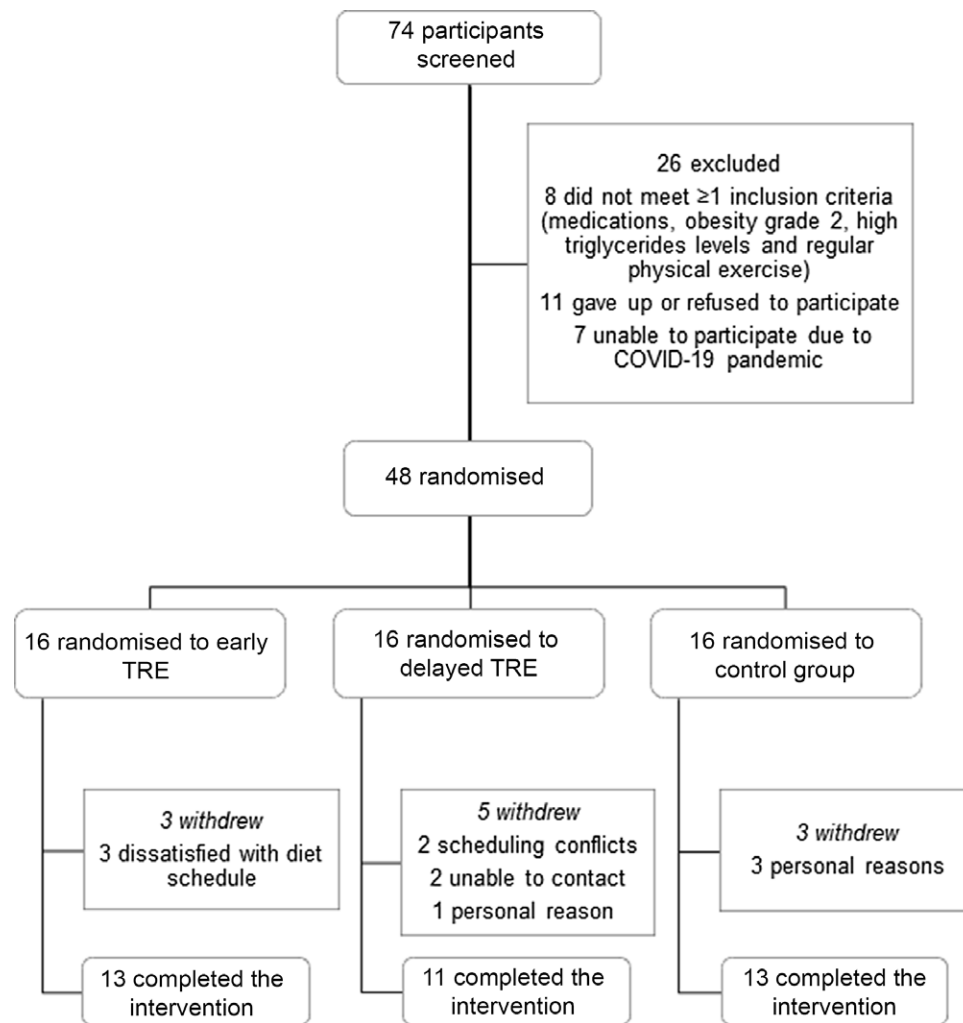 74 participants
screened
26 excluded
8 did not meet ≥1 inclusion criteria
(medications, obesity grade 2, high
triglycerides levels and regular
physical exercise)
11 gave up or refused to participate
7 unable to participate due to
COVID-19 pandemic
48 randomised
16 randomised to early
TRE
16 randomised to
delayed TRE
16 randomised to
control group
3 withdrew
3 dissatisfied with diet
schedule
5 withdrew
2 scheduling conflicts
2 unable to contact
1 personal reason
3 withdrew
3 personal reasons
13 completed the
intervention
11 completed the
intervention
13 completed the
intervention